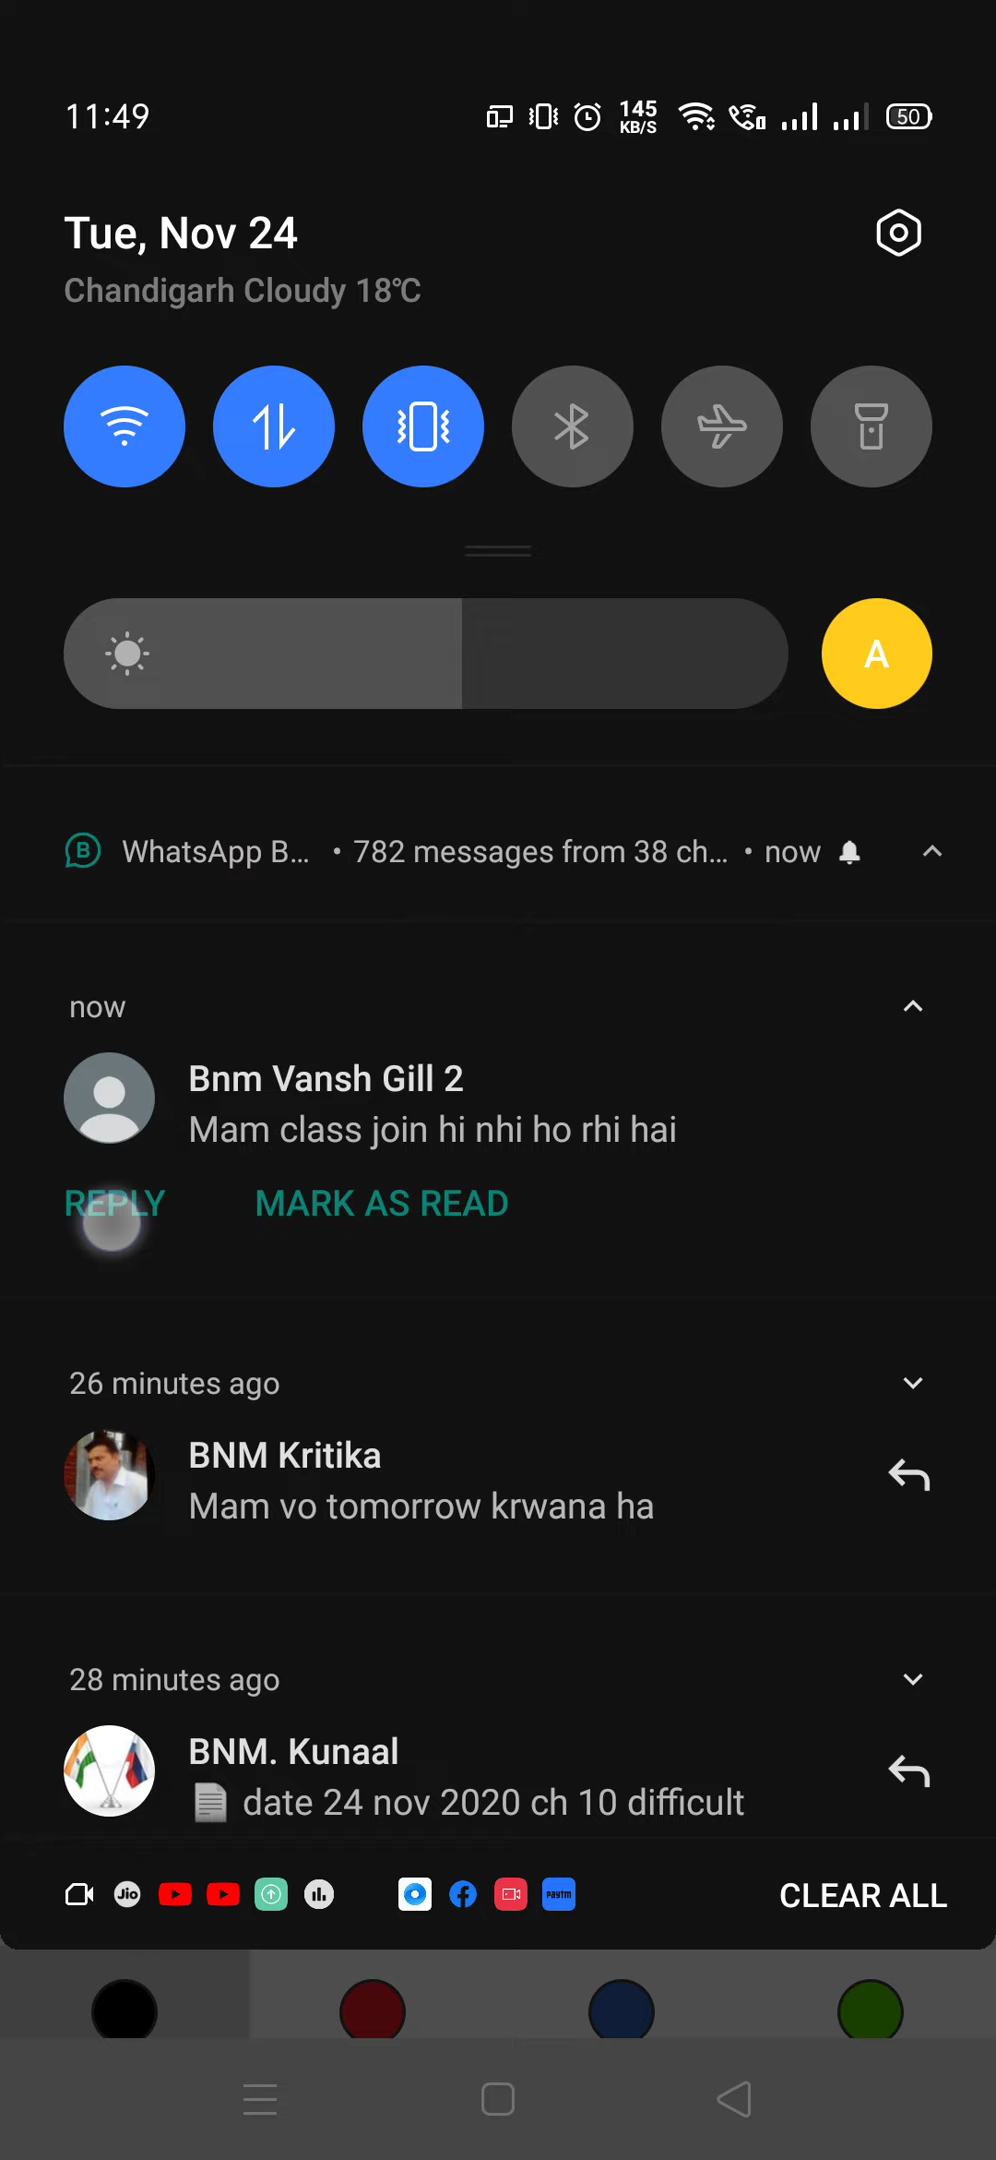 11:49
145
KB/S
50
Tue, Nov 24
Chandigarh Cloudy 18℃
A
B
WhatsApp B... • 782 messages from 38 ch... • now
now
Bnm Vansh Gill 2
Mam class join hi nhi ho rhi hai
REPLY MARK AS READ
26 minutes ago
BNM Kritika
Mam vo tomorrow krwana ha
28 minutes ago
BNM. Kunaal
date 24 nov 2020 ch 10 difficult
Jio paytm CLEAR ALL